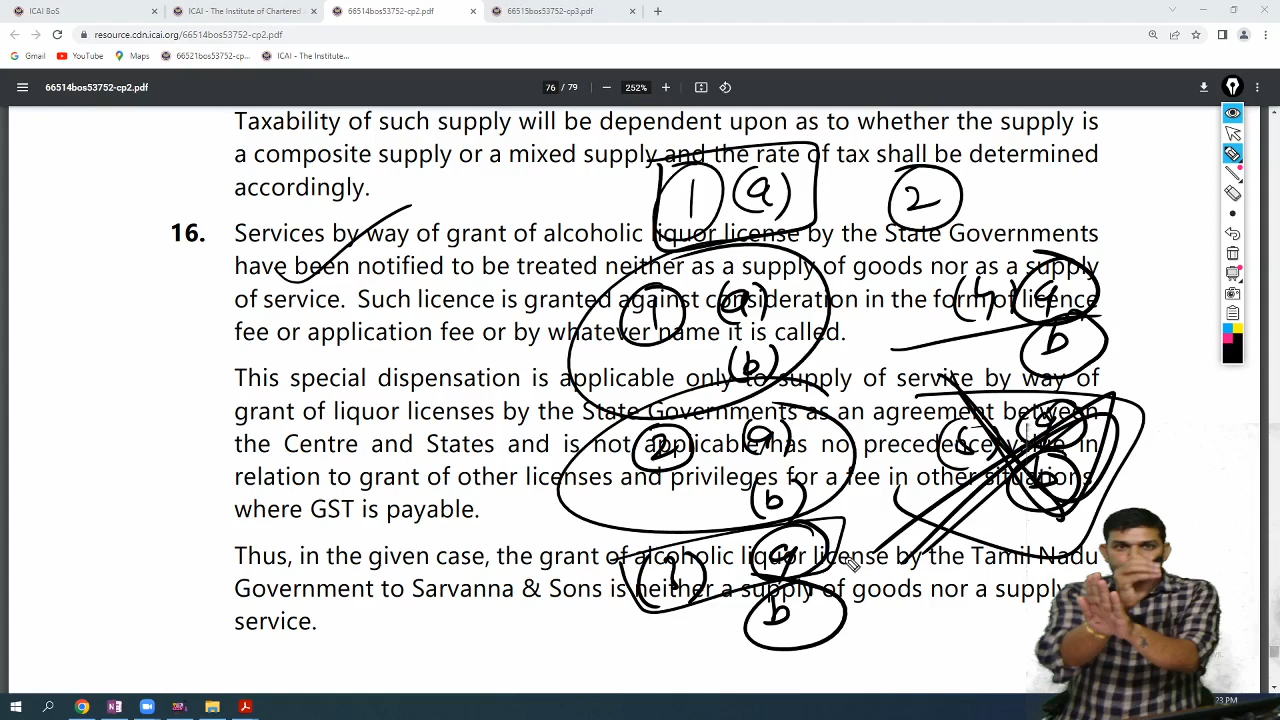 ICAI BoS
ICAI - The Institute of Chartered
66514bos53752-cp2.pdf
66515bos53752-cp3.pdf
resource.cdn.icai.org/66514bos53752-cp2.pdf
Gmail
YouTube
Maps
66521bos53752-cp...
ICAI - The Institute...
66514bos53752-cp2.pdf
76 / 79
252%
Taxability of such supply will be dependent upon as to whether the supply is
a composite supply or a mixed supply and the rate of tax shall be determined
accordingly.
1 (a)
2
16. Services by way of grant of alcoholic liquor license by the State Governments
have been notified to be treated neither as a supply of goods nor as a supply
of service. Such licence is granted against consideration in the form of licence
fee or application fee or by whatever name it is called.
1 (a)
(b)
b
This special dispensation is applicable only to supply of service by way of
grant of liquor licenses by the State Governments as an agreement between
the Centre and States and is not applicable/has no precedence value in
relation to grant of other licenses and privileges for a fee in other situations,
where GST is payable.
2 (a)
(b)
Thus, in the given case, the grant of alcoholic liquor license by the Tamil Nadu
Government to Sarvanna & Sons is neither a supply of goods nor a supply
service.
b
23 PM